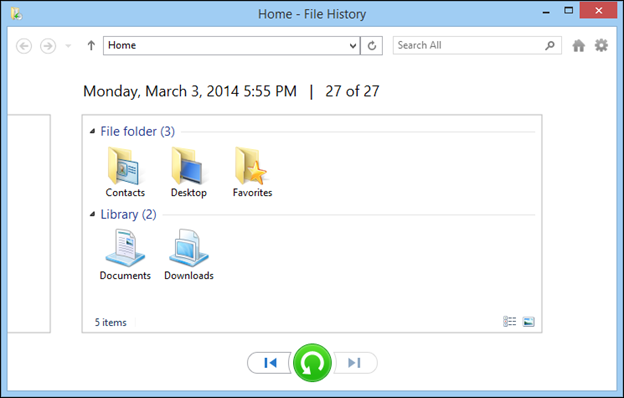 Home - File History
Home
Search All
Monday, March 3, 2014 5:55 PM | 27 of 27
File folder (3)
Contacts Desktop Favorites
Library (2)
Documents Downloads
5 items